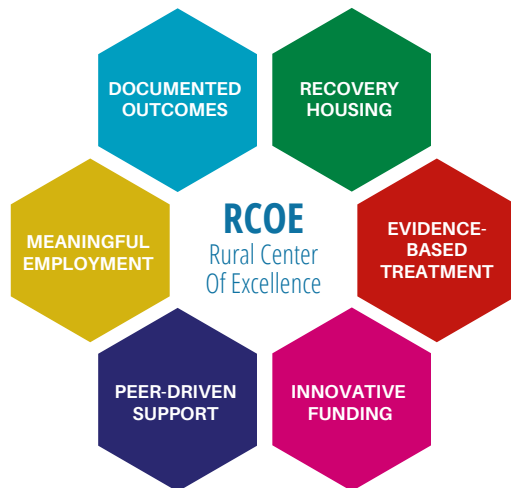 DOCUMENTED
OUTCOMES
RECOVERY
HOUSING
MEANINGFUL
EMPLOYMENT
RCOE
Rural Center
Of Excellence
EVIDENCE-
BASED
TREATMENT
PEER-DRIVEN
SUPPORT
INNOVATIVE
FUNDING